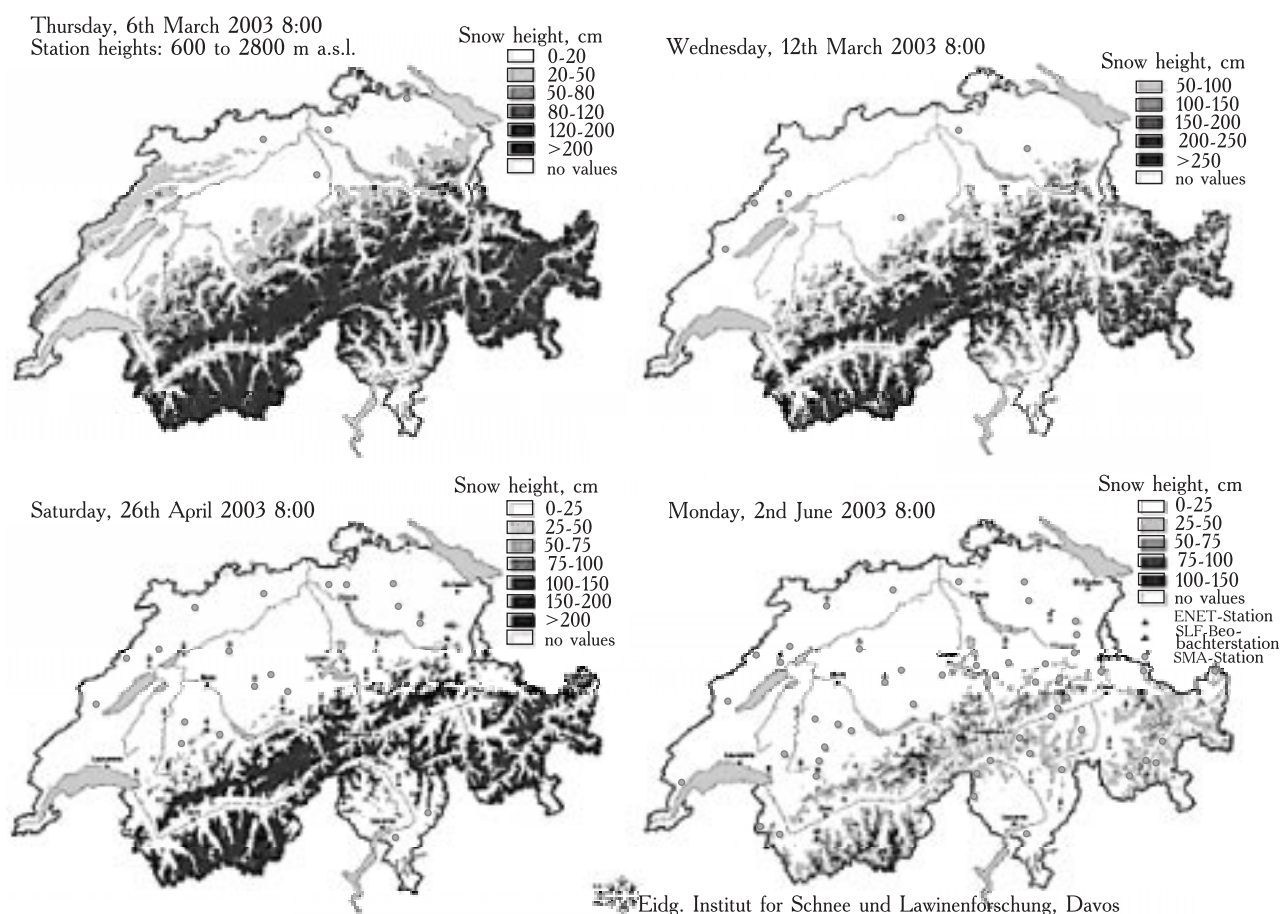 Thursday, 6th March 2003 8:00
Station heights: 600 to 2800 m a.s.l.
Snow height, cm
0-20
20-50
50-80
80-120
120-200
>200
no values
Wednesday, 12th March 2003 8:00
Snow height, cm
50-100
100-150
150-200
200-250
>250
no values
Saturday, 26th April 2003 8:00
Snow height, cm
0-25
25-50
50-75
75-100
100-150
150-200
>200
no values
Monday, 2nd June 2003 8:00
Snow height, cm
0-25
25-50
50-75
75-100
100-150
no values
ENET-Station
SLF-Beo-
bachterstation
SMA-Station
Eidg. Institut for Schnee und Lawinenforschung, Davos